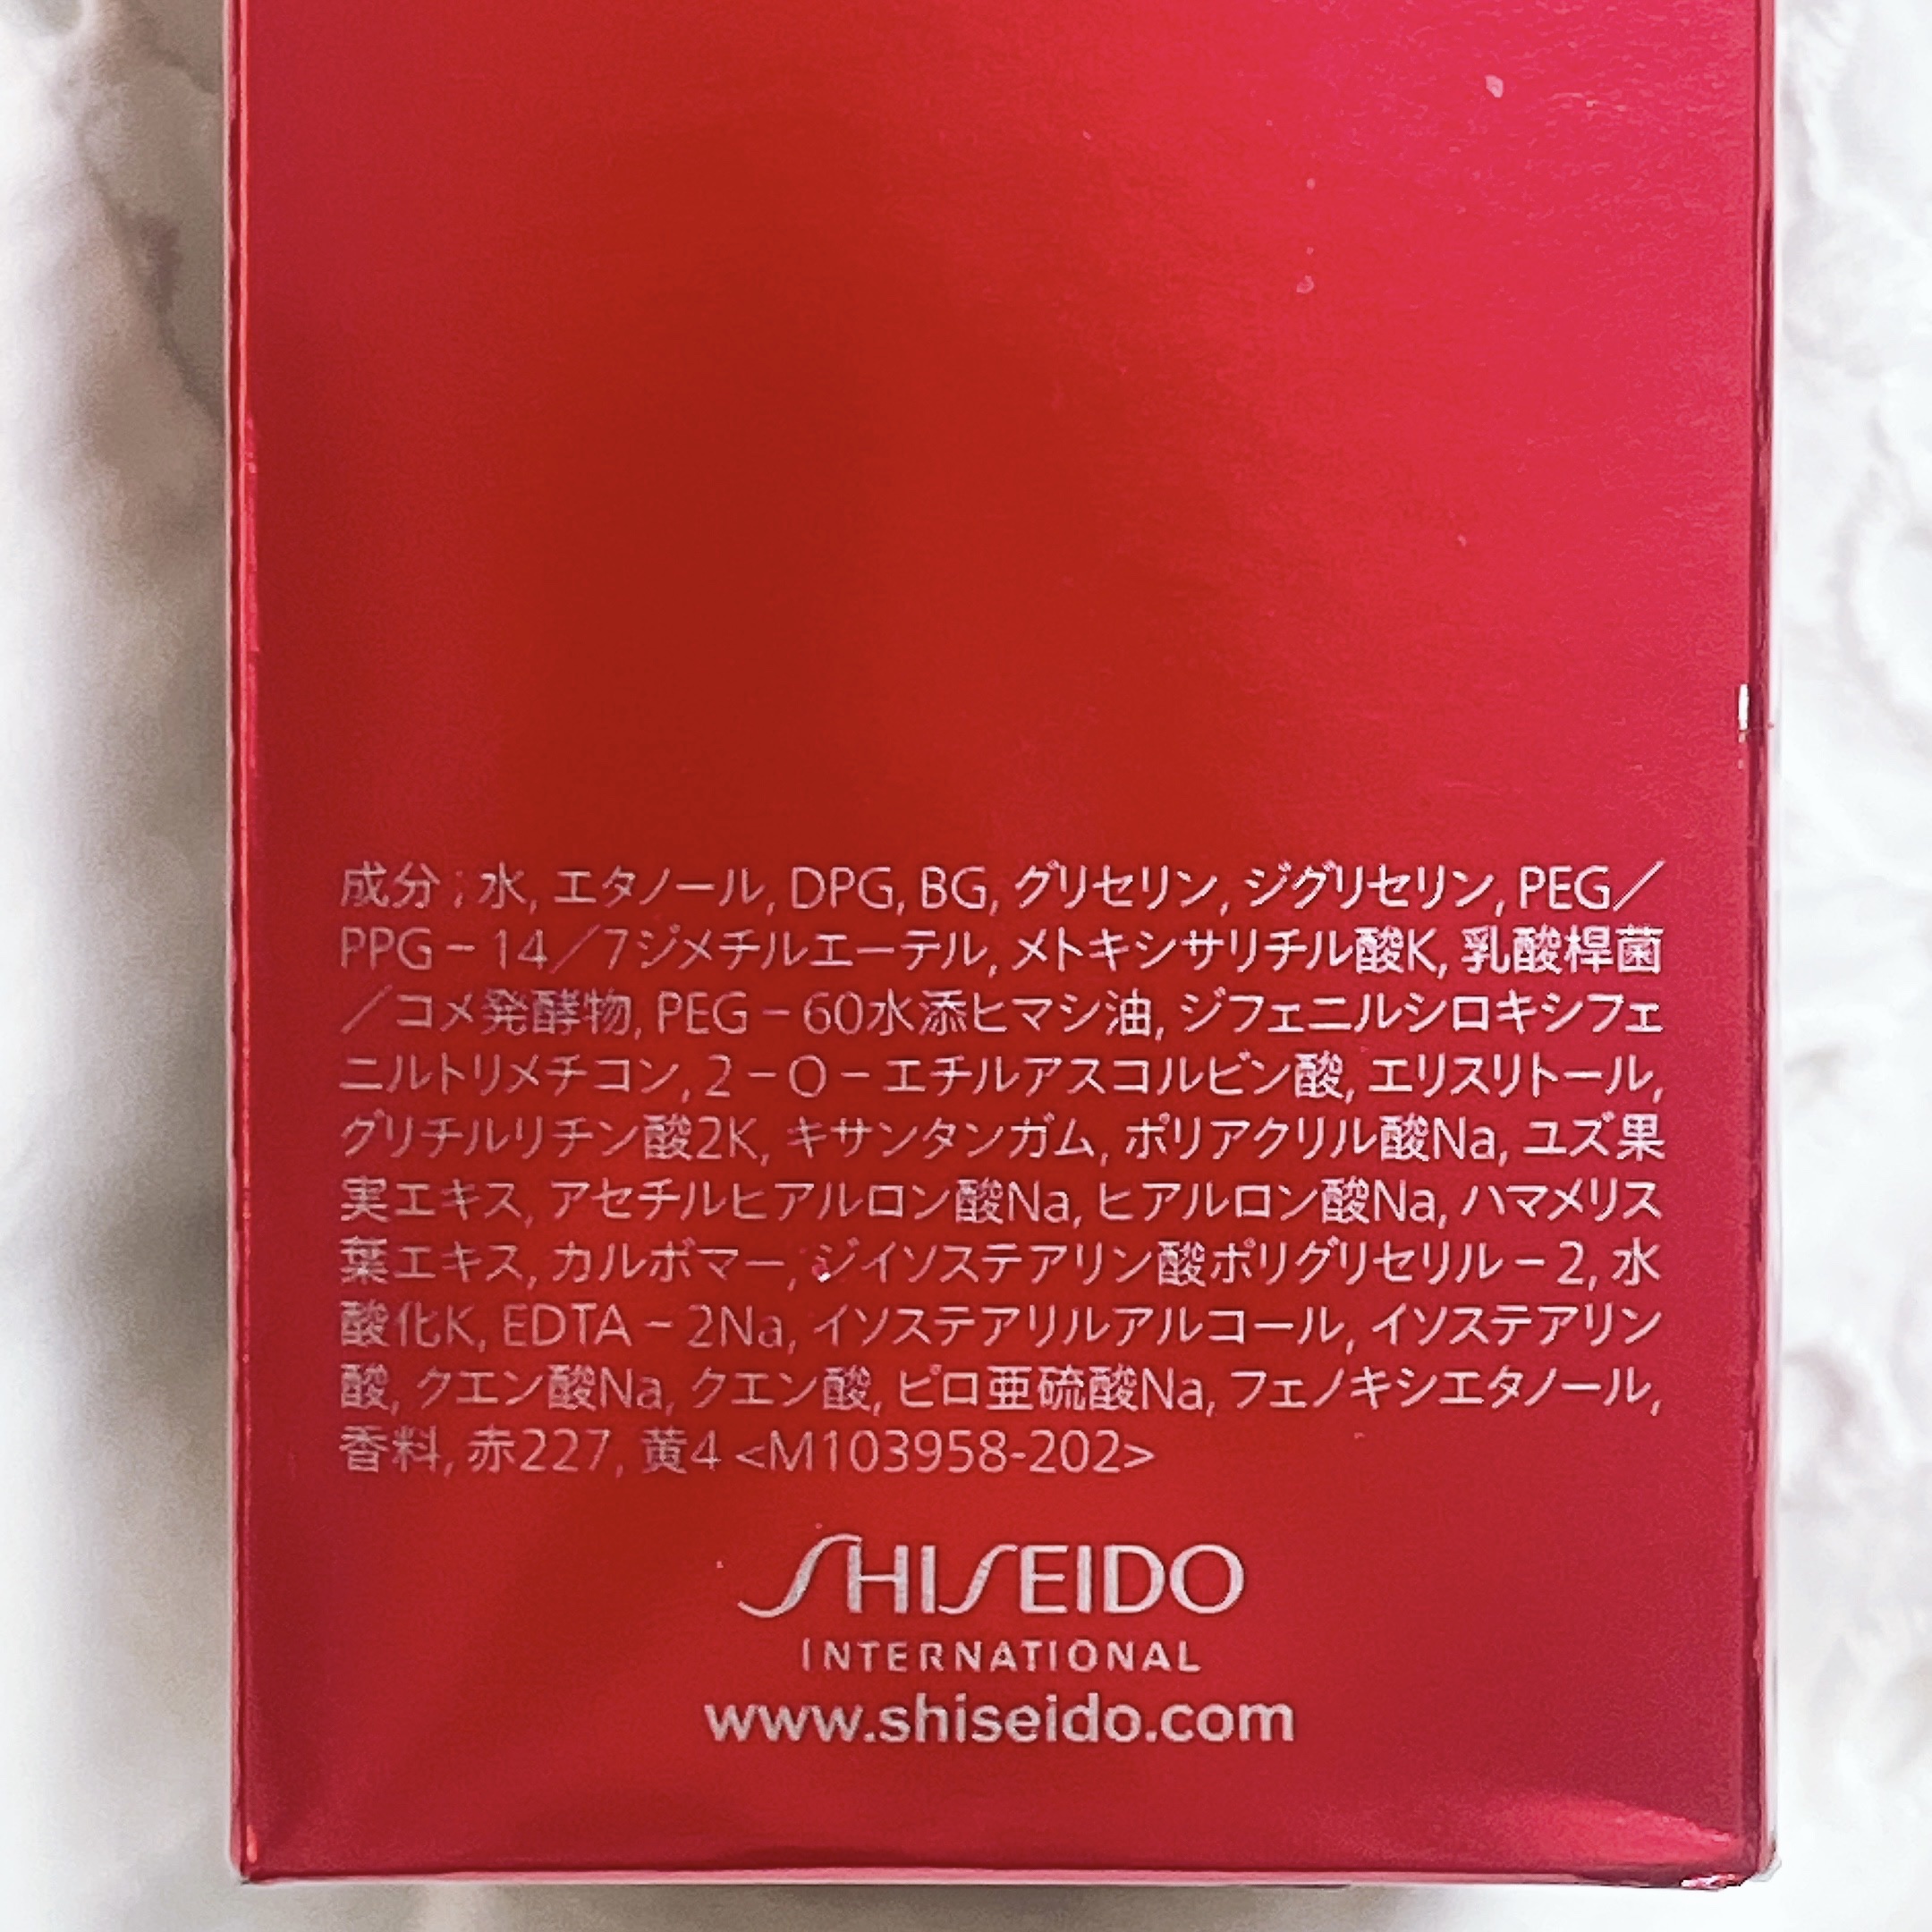 成分；水, エタノール, DPG, BG, グリセリン, ジグリセリン, PEG／
PPG－14／7ジメチルエーテル, メトキシサリチル酸K, 乳酸桿菌
／コメ発酵物, PEG－60水添ヒマシ油, ジフェニルシロキシフェ
ニルトリメチコン, 2－O－エチルアスコルビン酸, エリスリトール,
グリチルリチン酸2K, キサンタンガム, ポリアクリル酸Na, ユズ果
実エキス, アセチルヒアルロン酸Na, ヒアルロン酸Na, ハマメリス
葉エキス, カルボマー, ジイソステアリン酸ポリグリセリル－2, 水
酸化K, EDTA－2Na, イソステアリルアルコール, イソステアリン
酸, クエン酸Na, クエン酸, ピロ亜硫酸Na, フェノキシエタノール,
香料, 赤227, 黄4 <M103958-202>
SHISEIDO
INTERNATIONAL
www.shiseido.com